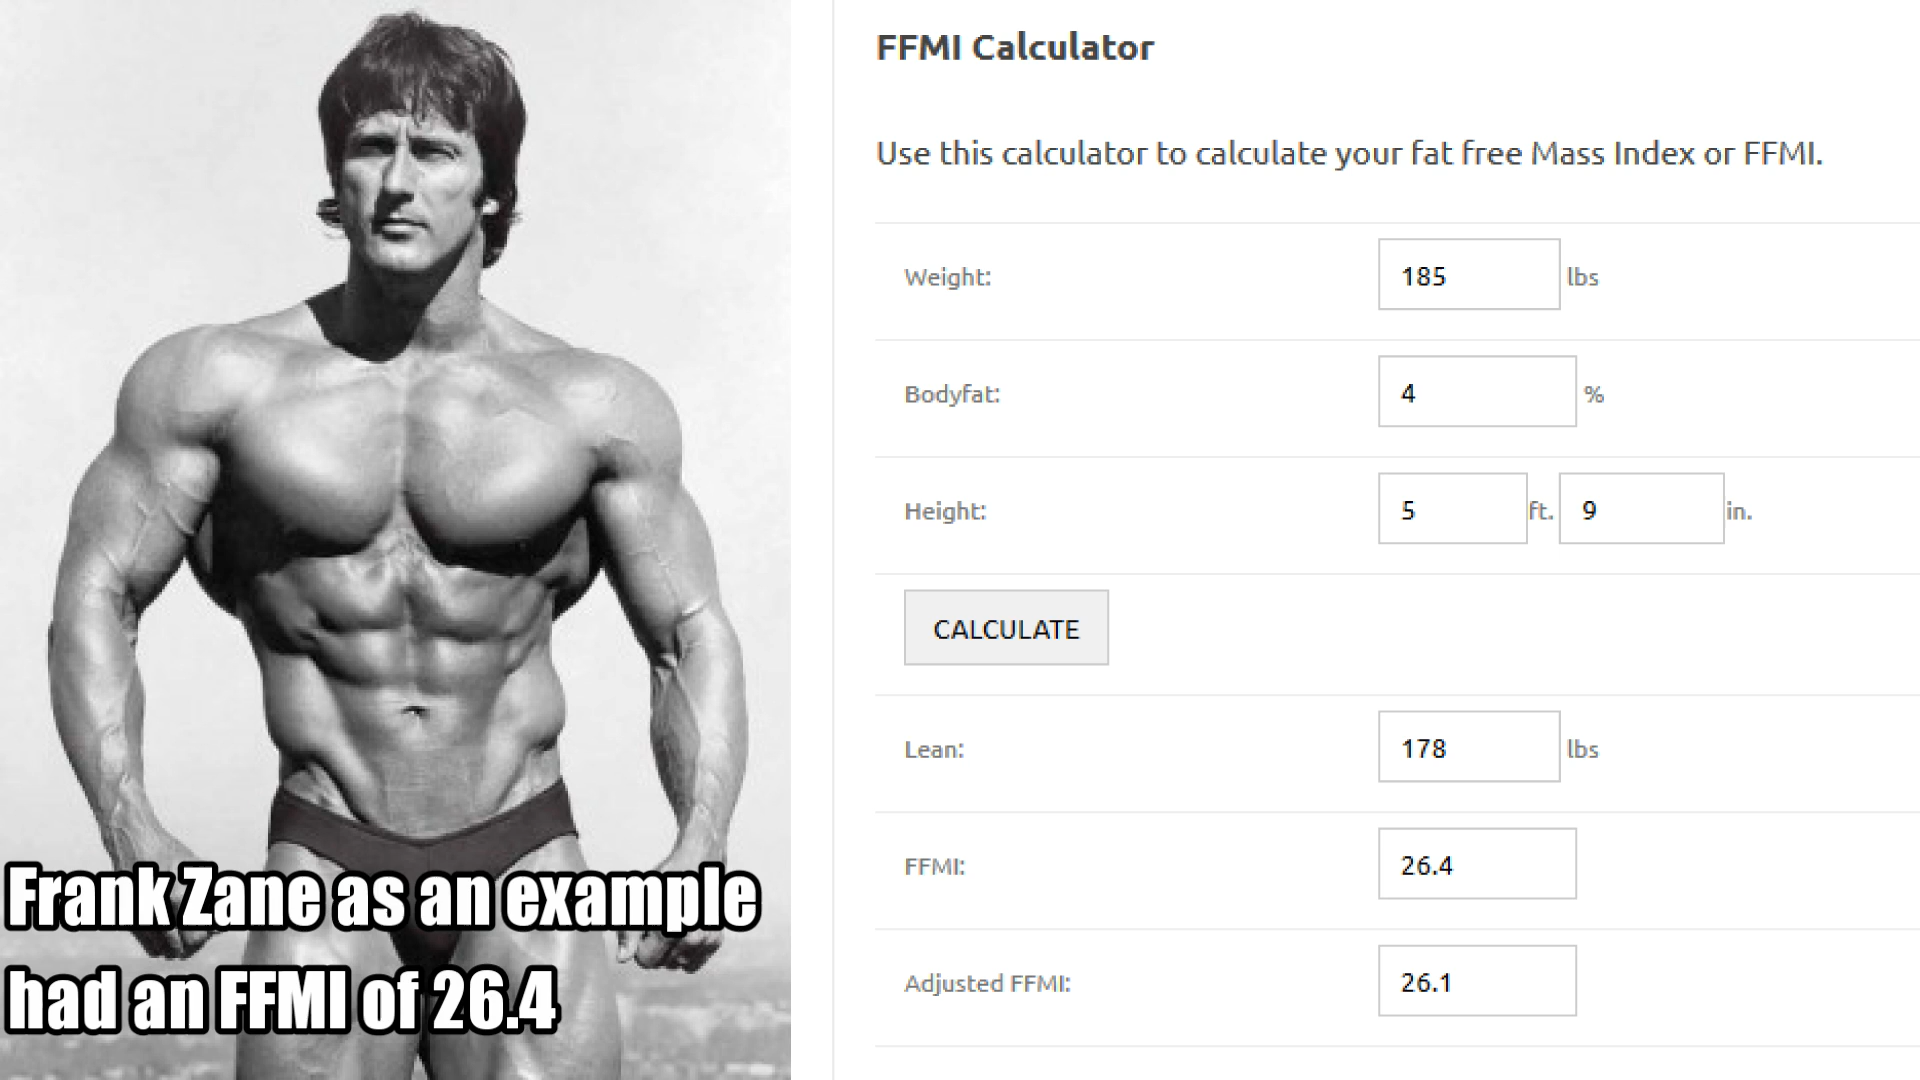 Frank Zane as an example
had an FFMI of 26.4
FFMI Calculator
Use this calculator to calculate your fat free Mass Index or FFMI.
Weight: 185 lbs
Bodyfat: 4 %
Height: 5 ft. 9 in.
CALCULATE
Lean: 178 lbs
FFMI: 26.4
Adjusted FFMI: 26.1